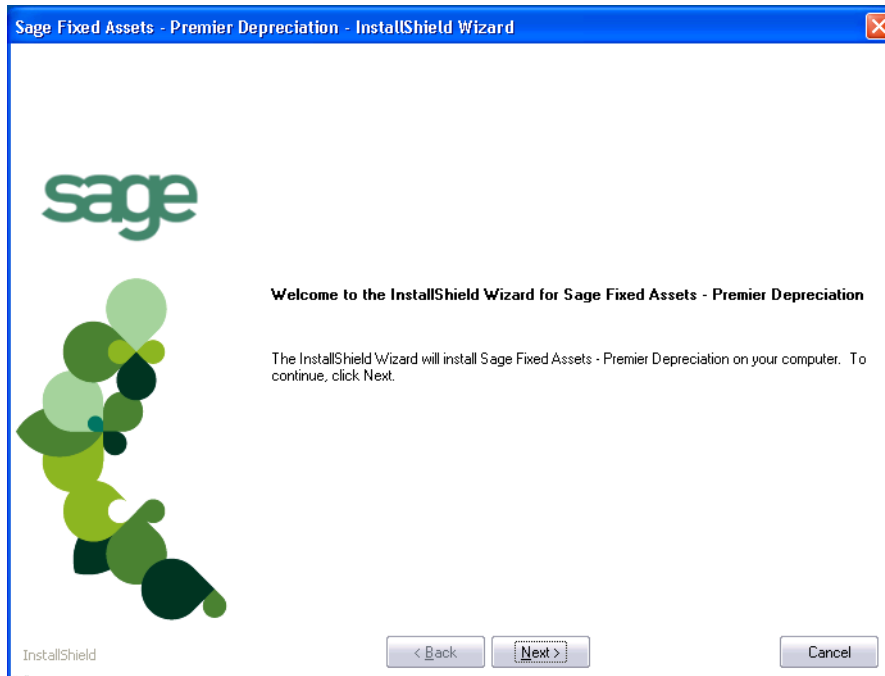 Sage Fixed Assets - Premier Depreciation - InstallShield Wizard
sage
Welcome to the InstallShield Wizard for Sage Fixed Assets - Premier Depreciation
The InstallShield Wizard will install Sage Fixed Assets - Premier Depreciation on your computer. To
continue, click Next.
InstallShield
< Back
Next >
Cancel